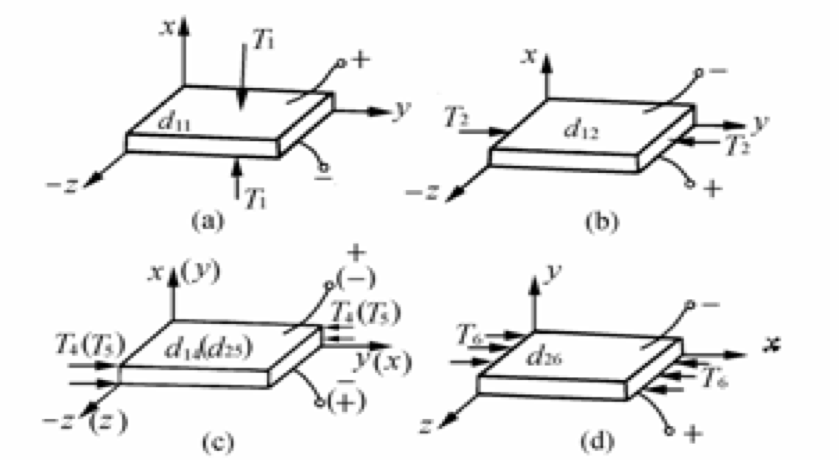 x
T₁
+
d₁₁
y
−z
T₁
−
(a)
x
−
T₂
d₁₂
y
T₂
−z
+
(b)
x (y)
+
(−)
T₄(T₅)
T₄(T₅)
d₁₄(d₂₅)
y(x)
−
(+)
−z (z)
(c)
y
−
T₆
x
d₂₆
T₆
z
+
(d)